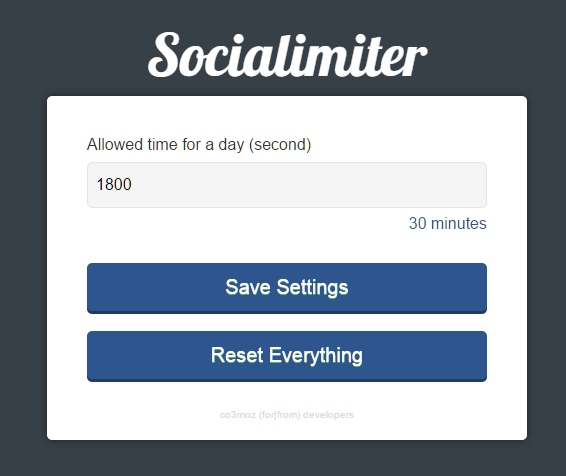 Socialimiter
Allowed time for a day (second)
1800
30 minutes
Save Settings
Reset Everything
co3moz (for|from) developers